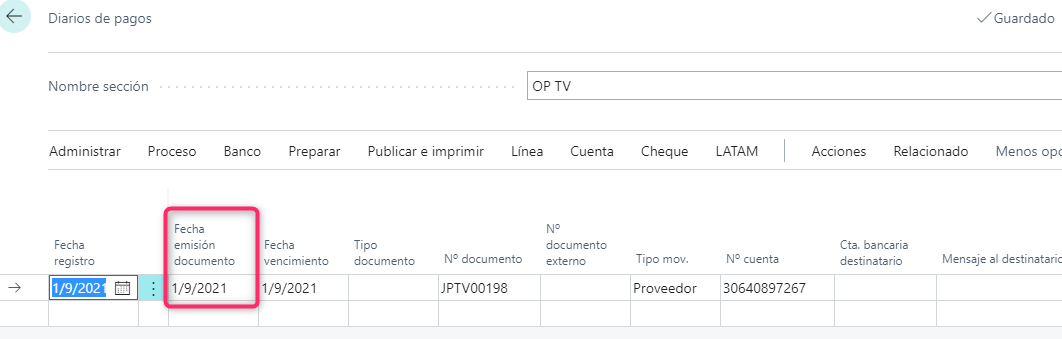 Diarios de pagos
Guardado
Nombre sección
OP TV
Administrar Proceso Banco Preparar Publicar e imprimir Línea Cuenta Cheque LATAM Acciones Relacionado Menos opc
Fecha registro
Fecha emisión documento
Fecha vencimiento
Tipo documento
Nº documento
Nº documento externo
Tipo mov.
Nº cuenta
Cta. bancaria destinatario
Mensaje al destinatario
1/9/2021 1/9/2021 1/9/2021 JPTV00198 Proveedor 30640897267